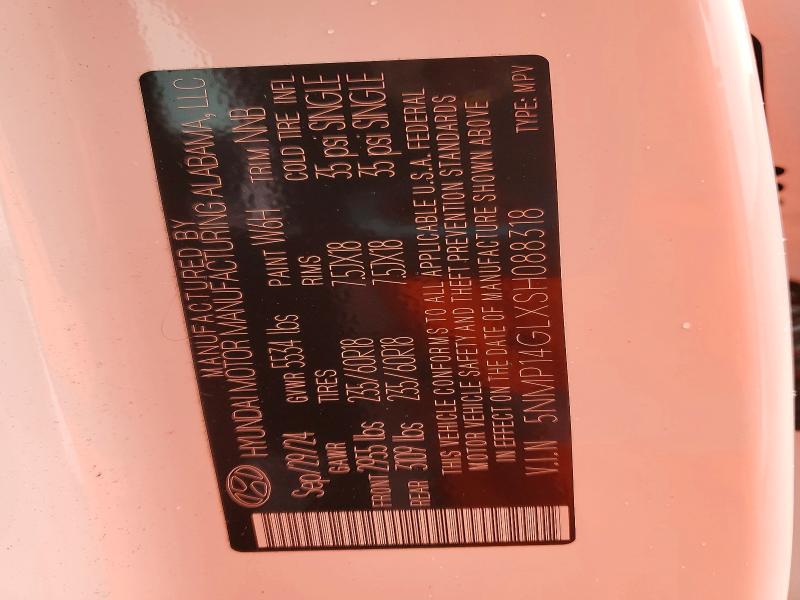 MANUFACTURED BY
HYUNDAI MOTOR MANUFACTURING ALABAMA, LLC
Sep/29/24 GVWR 5534 lbs PAINT W6H TRIM NNB
GAWR TIRES RIMS COLD TIRE INFL
FRONT 2955 lbs 235/60R18 7.5JX18 35 psi SINGLE
REAR 3109 lbs 235/60R18 7.5JX18 35 psi SINGLE
THIS VEHICLE CONFORMS TO ALL APPLICABLE U.S.A. FEDERAL
MOTOR VEHICLE SAFETY AND THEFT PREVENTION STANDARDS
IN EFFECT ON THE DATE OF MANUFACTURE SHOWN ABOVE
V.I.N 5NMP14GLXSH088318 TYPE: MPV